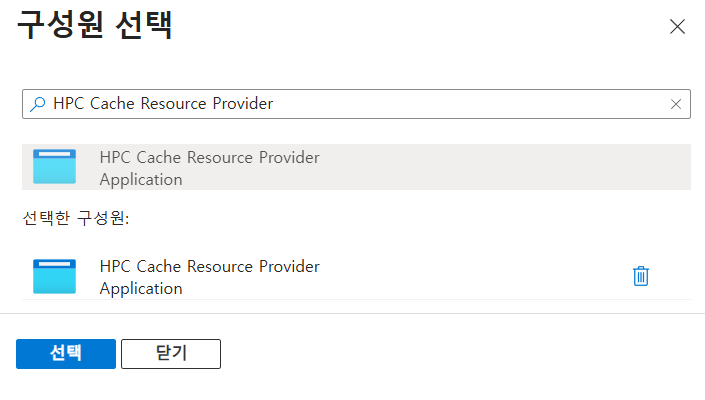 구성원 선택
HPC Cache Resource Provider
HPC Cache Resource Provider
Application
선택한 구성원:
HPC Cache Resource Provider
Application
선택 닫기